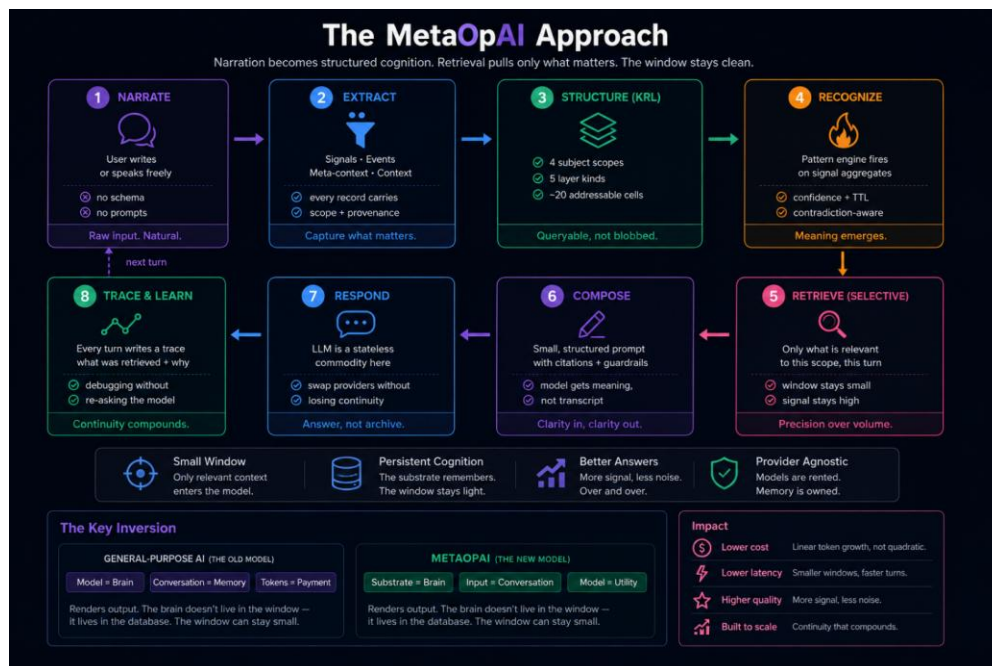 The MetaOpAI Approach
Narration becomes structured cognition. Retrieval pulls only what matters. The window stays clean.
1 NARRATE
User writes
or speaks freely
no schema
no prompts
Raw input. Natural.
2 EXTRACT
Signals • Events
Meta-context • Context
every record carries
scope + provenance
Capture what matters.
3 STRUCTURE (KRL)
4 subject scopes
5 layer kinds
~20 addressable cells
Queryable, not blobbed.
4 RECOGNIZE
Pattern engine fires
on signal aggregates
confidence + TTL
contradiction-aware
Meaning emerges.
next turn
8 TRACE & LEARN
Every turn writes a trace
what was retrieved + why
debugging without
re-asking the model
Continuity compounds.
7 RESPOND
LLM is a stateless
commodity here
swap providers without
losing continuity
Answer, not archive.
6 COMPOSE
Small, structured prompt
with citations + guardrails
model gets meaning,
not transcript
Clarity in, clarity out.
5 RETRIEVE (SELECTIVE)
Only what is relevant
to this scope, this turn
window stays small
signal stays high
Precision over volume.
Small Window
Only relevant context
enters the model.
Persistent Cognition
The substrate remembers.
The window stays light.
Better Answers
More signal, less noise.
Over and over.
Provider Agnostic
Models are rented.
Memory is owned.
The Key Inversion
GENERAL-PURPOSE AI (THE OLD MODEL)
Model = Brain
Conversation = Memory
Tokens = Payment
Renders output. The brain doesn't live in the window —
it lives in the database. The window can stay small.
METAOPAI (THE NEW MODEL)
Substrate = Brain
Input = Conversation
Model = Utility
Renders output. The brain doesn't live in the window —
it lives in the database. The window can stay small.
Impact
$
Lower cost Linear token growth, not quadratic.
Lower latency Smaller windows, faster turns.
Higher quality More signal, less noise.
Built to scale Continuity that compounds.